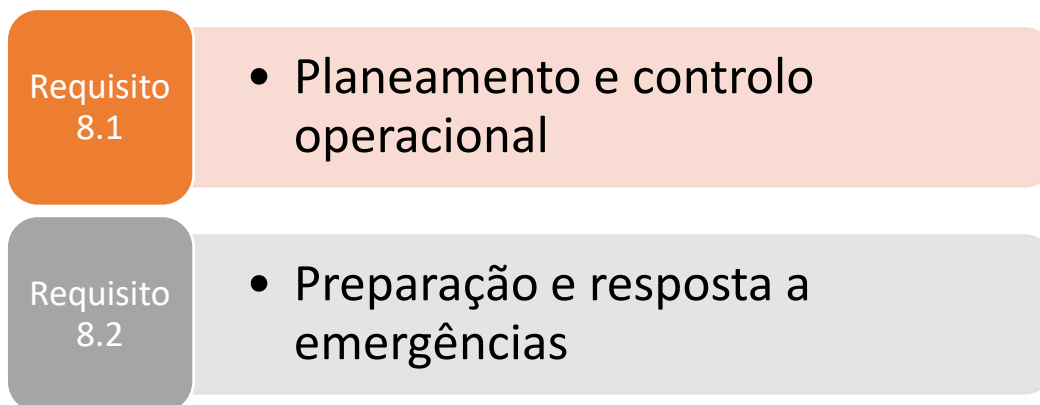 Requisito
8.1
• Planeamento e controlo
operacional
Requisito
8.2
• Preparação e resposta a
emergências